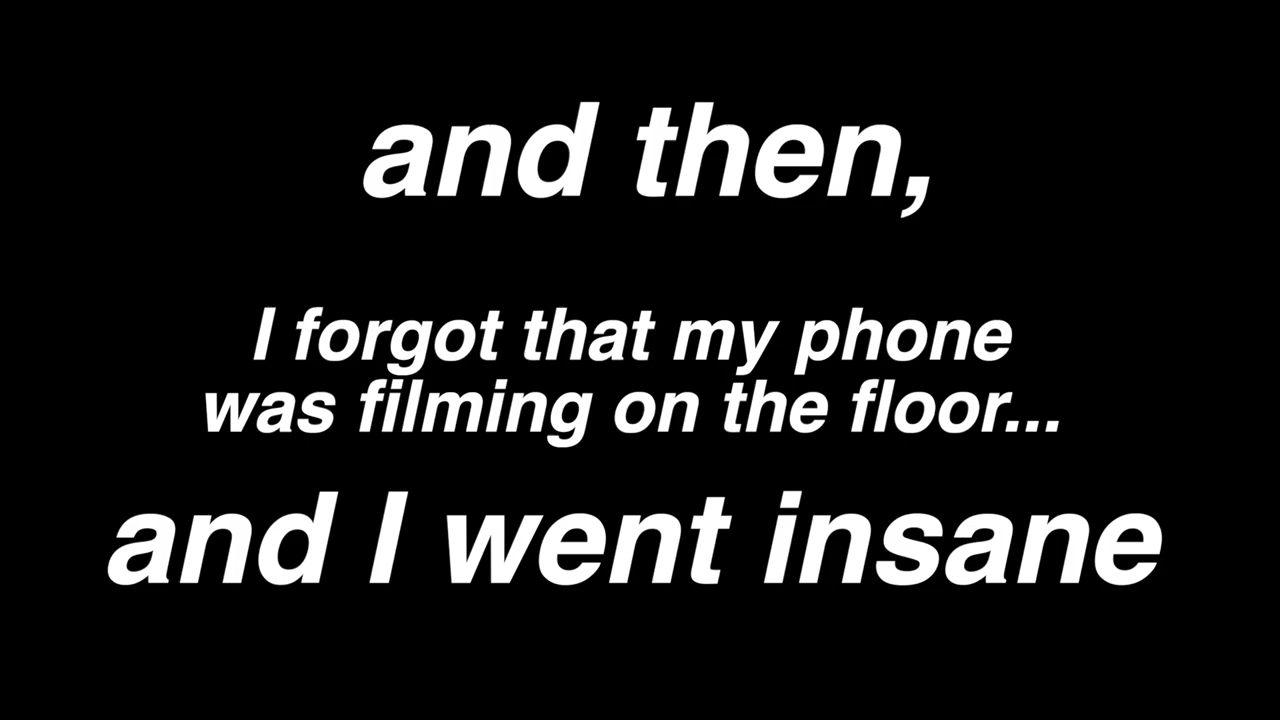 and then,
I forgot that my phone
was filming on the floor...
and I went insane